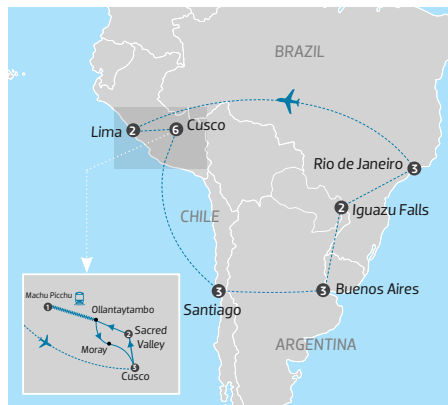 BRAZIL
Lima
2
6
Cusco
Rio de Janeiro
3
2
Iguazu Falls
CHILE
Santiago
3
3
Buenos Aires
ARGENTINA
Machu Picchu
1
Ollantaytambo
2
Sacred
Valley
Moray
3
Cusco